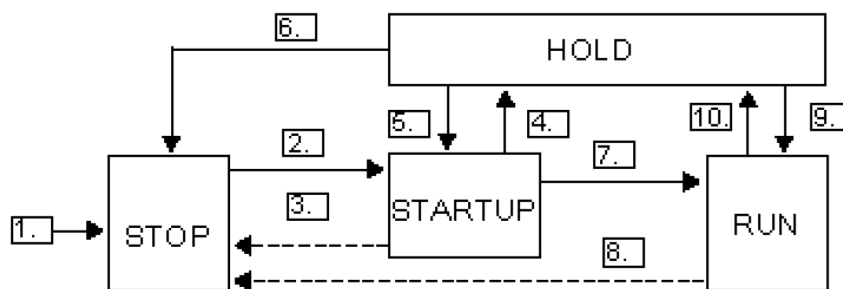 6.
HOLD
5.
4.
10.
9.
2.
7.
3.
STARTUP
1.
STOP
RUN
8.